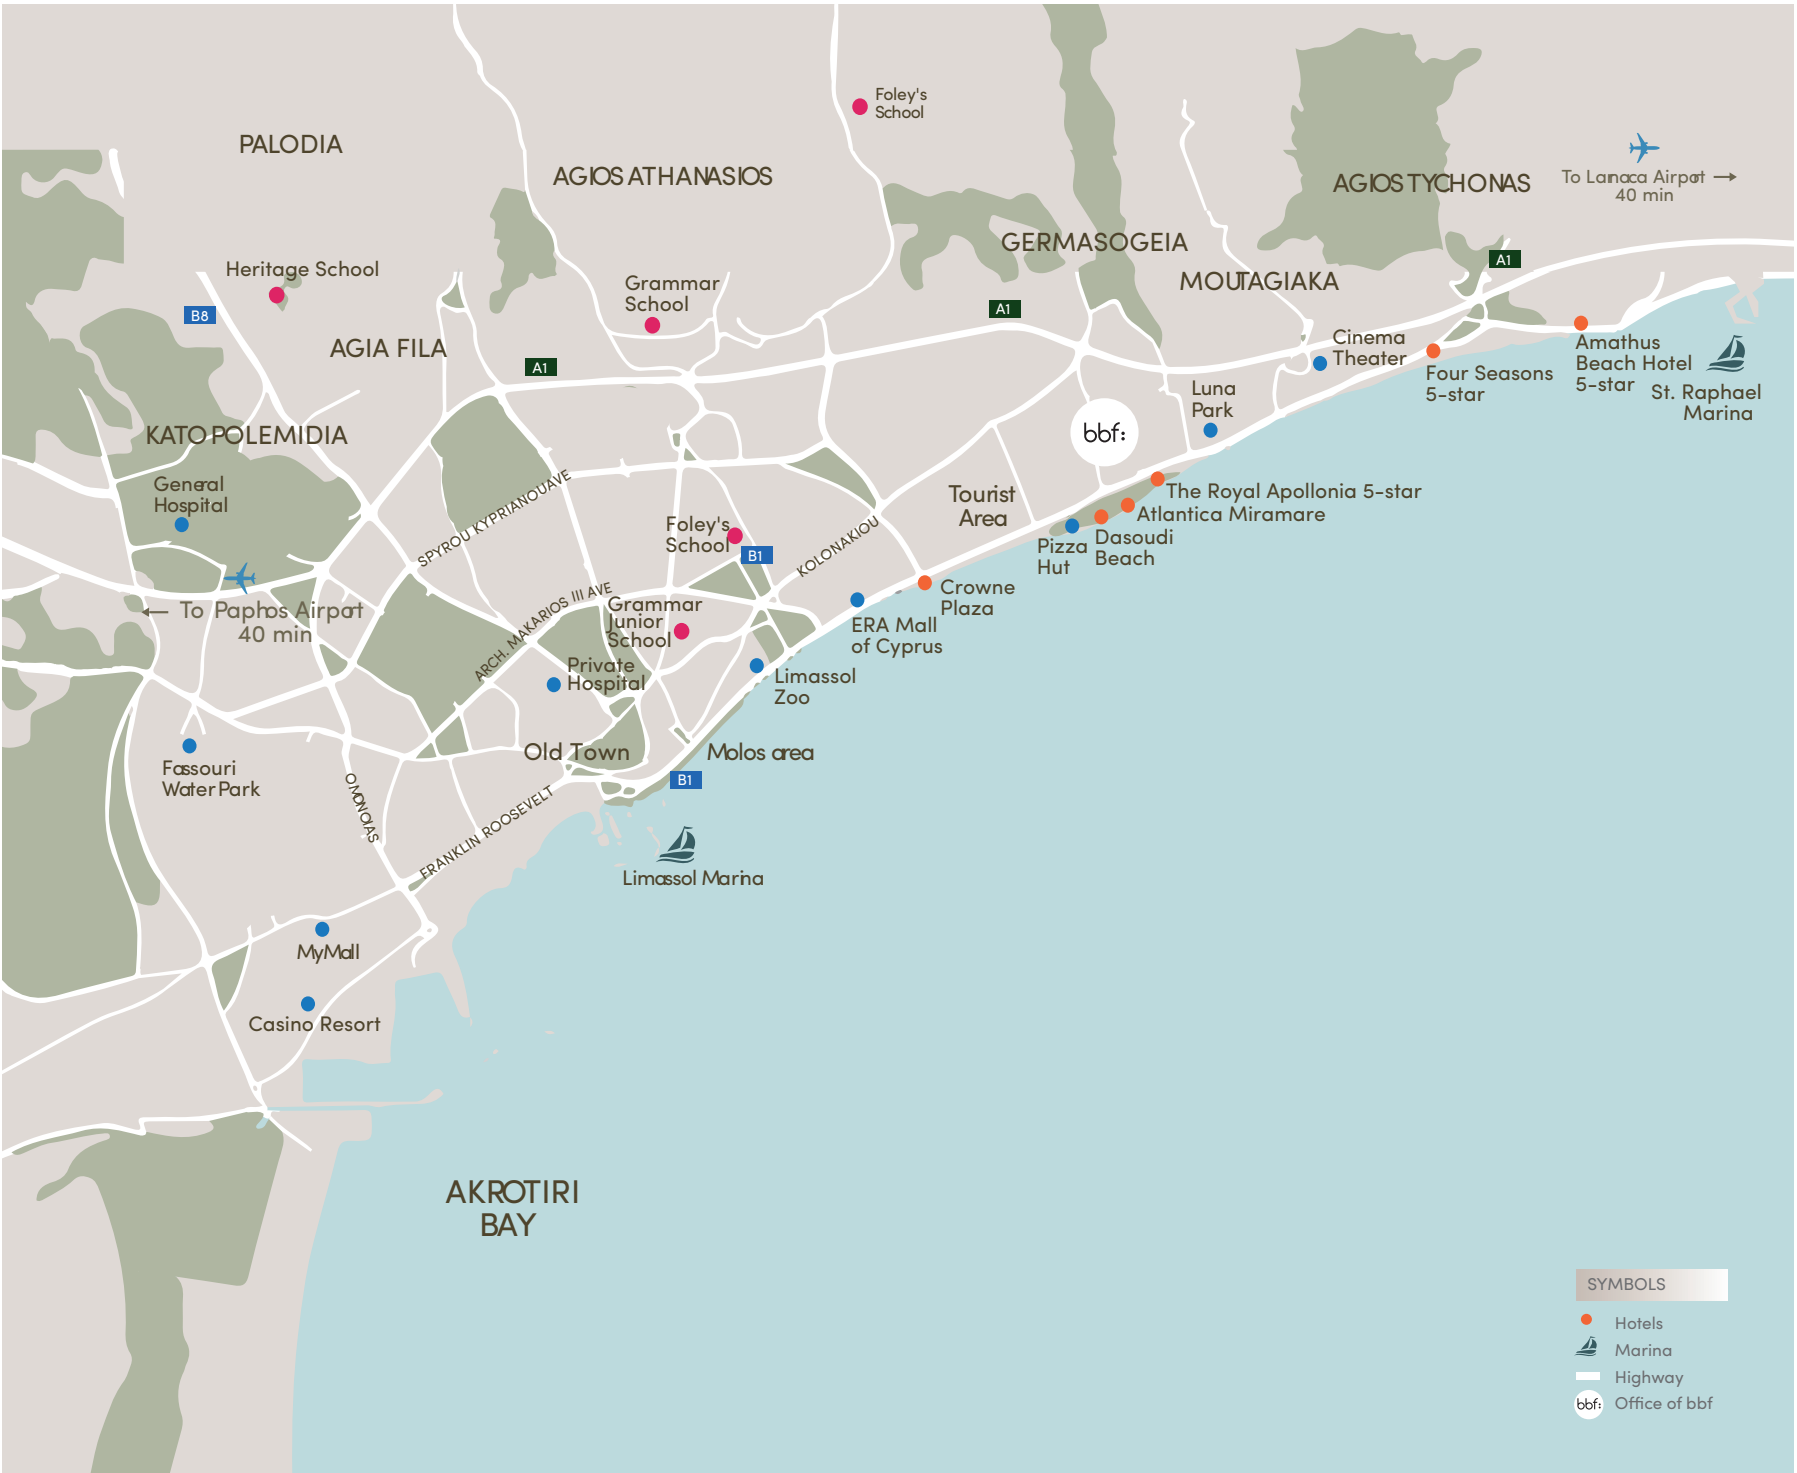 Foley's
School
PALODIA
AGIOS ATHANASIOS
AGIOS TYCHONAS
To Larnaca Airport
40 min
GERMASOGEIA
MOUTAGIAKA
A1
Heritage School
Grammar
School
B8
A1
AGIA FILA
A1
Cinema
Theater
Amathus
Beach Hotel
5-star
Four Seasons
5-star
St. Raphael
Marina
Luna
Park
bbf:
KATO POLEMIDIA
General
Hospital
SPYROU KYPRIANOU AVE
Tourist
Area
The Royal Apollonia 5-star
Atlantica Miramare
Dasoudi
Beach
Pizza
Hut
Foley's
School
B1
KOLONAKIOU
Crowne
Plaza
ERA Mall
of Cyprus
To Paphos Airport
40 min
ARCH. MAKARIOS III AVE
Grammar
Junior
School
Private
Hospital
Limassol
Zoo
Old Town
Molos area
B1
Fassouri
Water Park
OMONOIAS
FRANKLIN ROOSEVELT
Limassol Marina
MyMall
Casino Resort
AKROTIRI
BAY
SYMBOLS
Hotels
Marina
Highway
bbf: Office of bbf